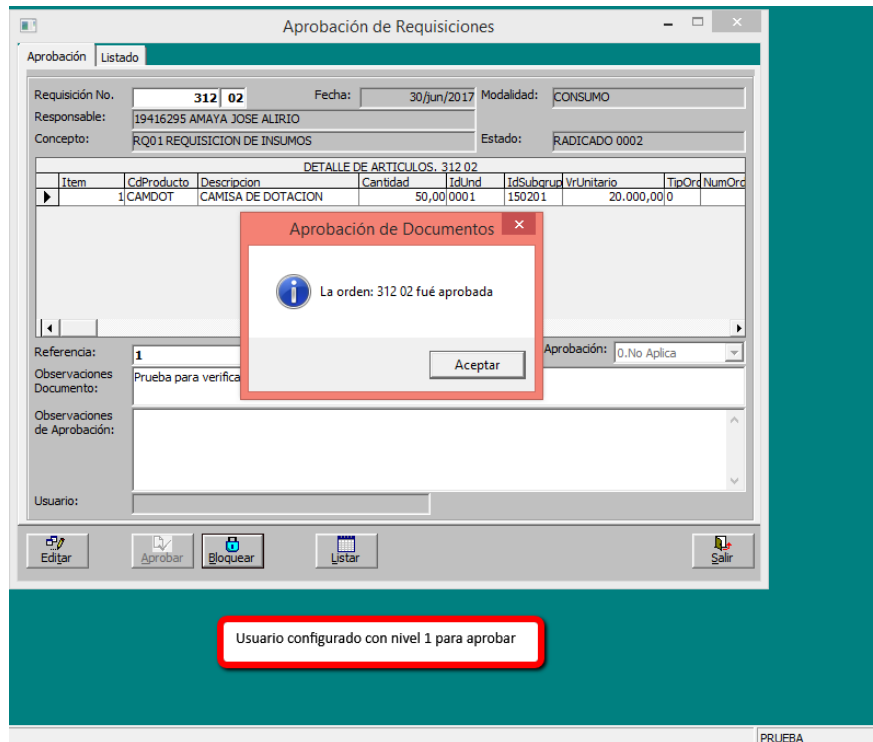 Aprobación de Requisiciones
Aprobación Listado
Requisición No. 312 02 Fecha: 30/jun/2017 Modalidad: CONSUMO
Responsable: 19416295 AMAYA JOSE ALIRIO
Concepto: RQ01 REQUISICION DE INSUMOS Estado: RADICADO 0002
DETALLE DE ARTICULOS. 312 02
Item CdProducto Descripcion Cantidad IdUnd IdSubgrup VrUnitario TipOrd NumOrd
1 CAMDOT CAMISA DE DOTACION 50,00 0001 150201 20.000,00 0
Aprobación de Documentos
La orden: 312 02 fué aprobada
Aceptar
Referencia: 1 Aprobación: 0.No Aplica
Observaciones
Documento:
Prueba para verifica
Observaciones
de Aprobación:
Usuario:
Editar Aprobar Bloquear Listar Salir
Usuario configurado con nivel 1 para aprobar
PRUEBA